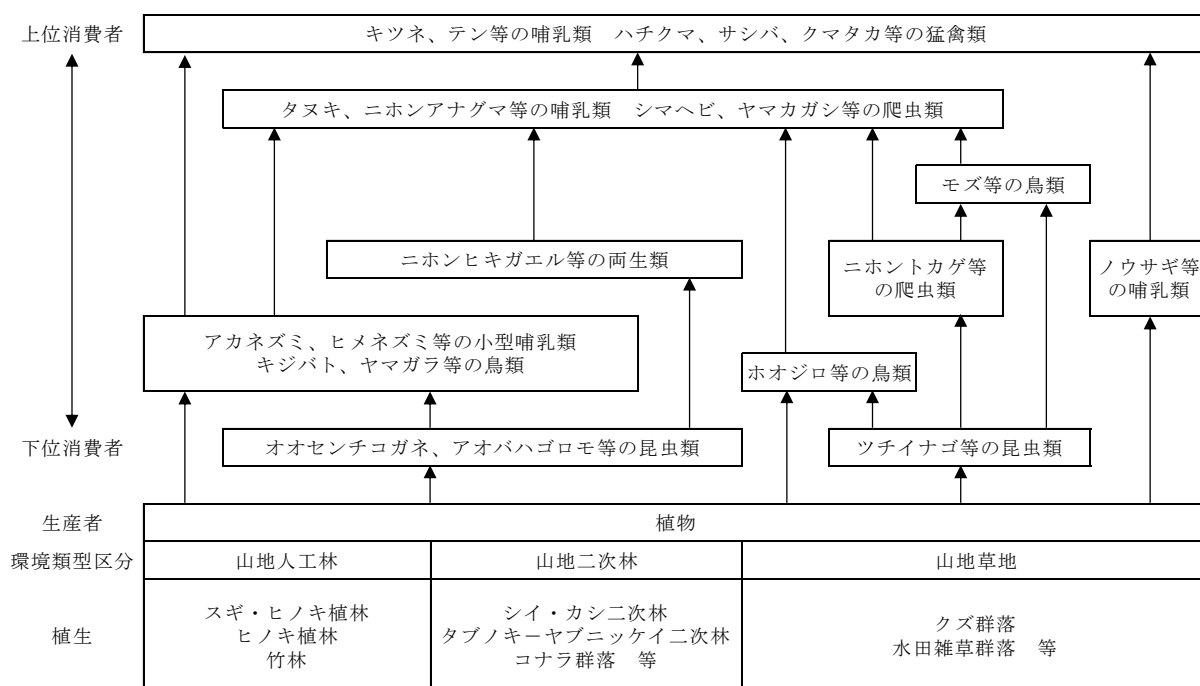 上位消費者
キツネ、テン等の哺乳類　ハチクマ、サシバ、クマタカ等の猛禽類
タヌキ、ニホンアナグマ等の哺乳類　シマヘビ、ヤマカガシ等の爬虫類
モズ等の鳥類
ニホンヒキガエル等の両生類
ニホントカゲ等
の爬虫類
ノウサギ等
の哺乳類
アカネズミ、ヒメネズミ等の小型哺乳類
キジバト、ヤマガラ等の鳥類
ホオジロ等の鳥類
下位消費者
オオセンチコガネ、アオバハゴロモ等の昆虫類
ツチイナゴ等の昆虫類
生産者
植物
環境類型区分
山地人工林
山地二次林
山地草地
植生
スギ・ヒノキ植林
ヒノキ植林
竹林
シイ・カシ二次林
タブノキ－ヤブニッケイ二次林
コナラ群落　等
クズ群落
水田雑草群落　等